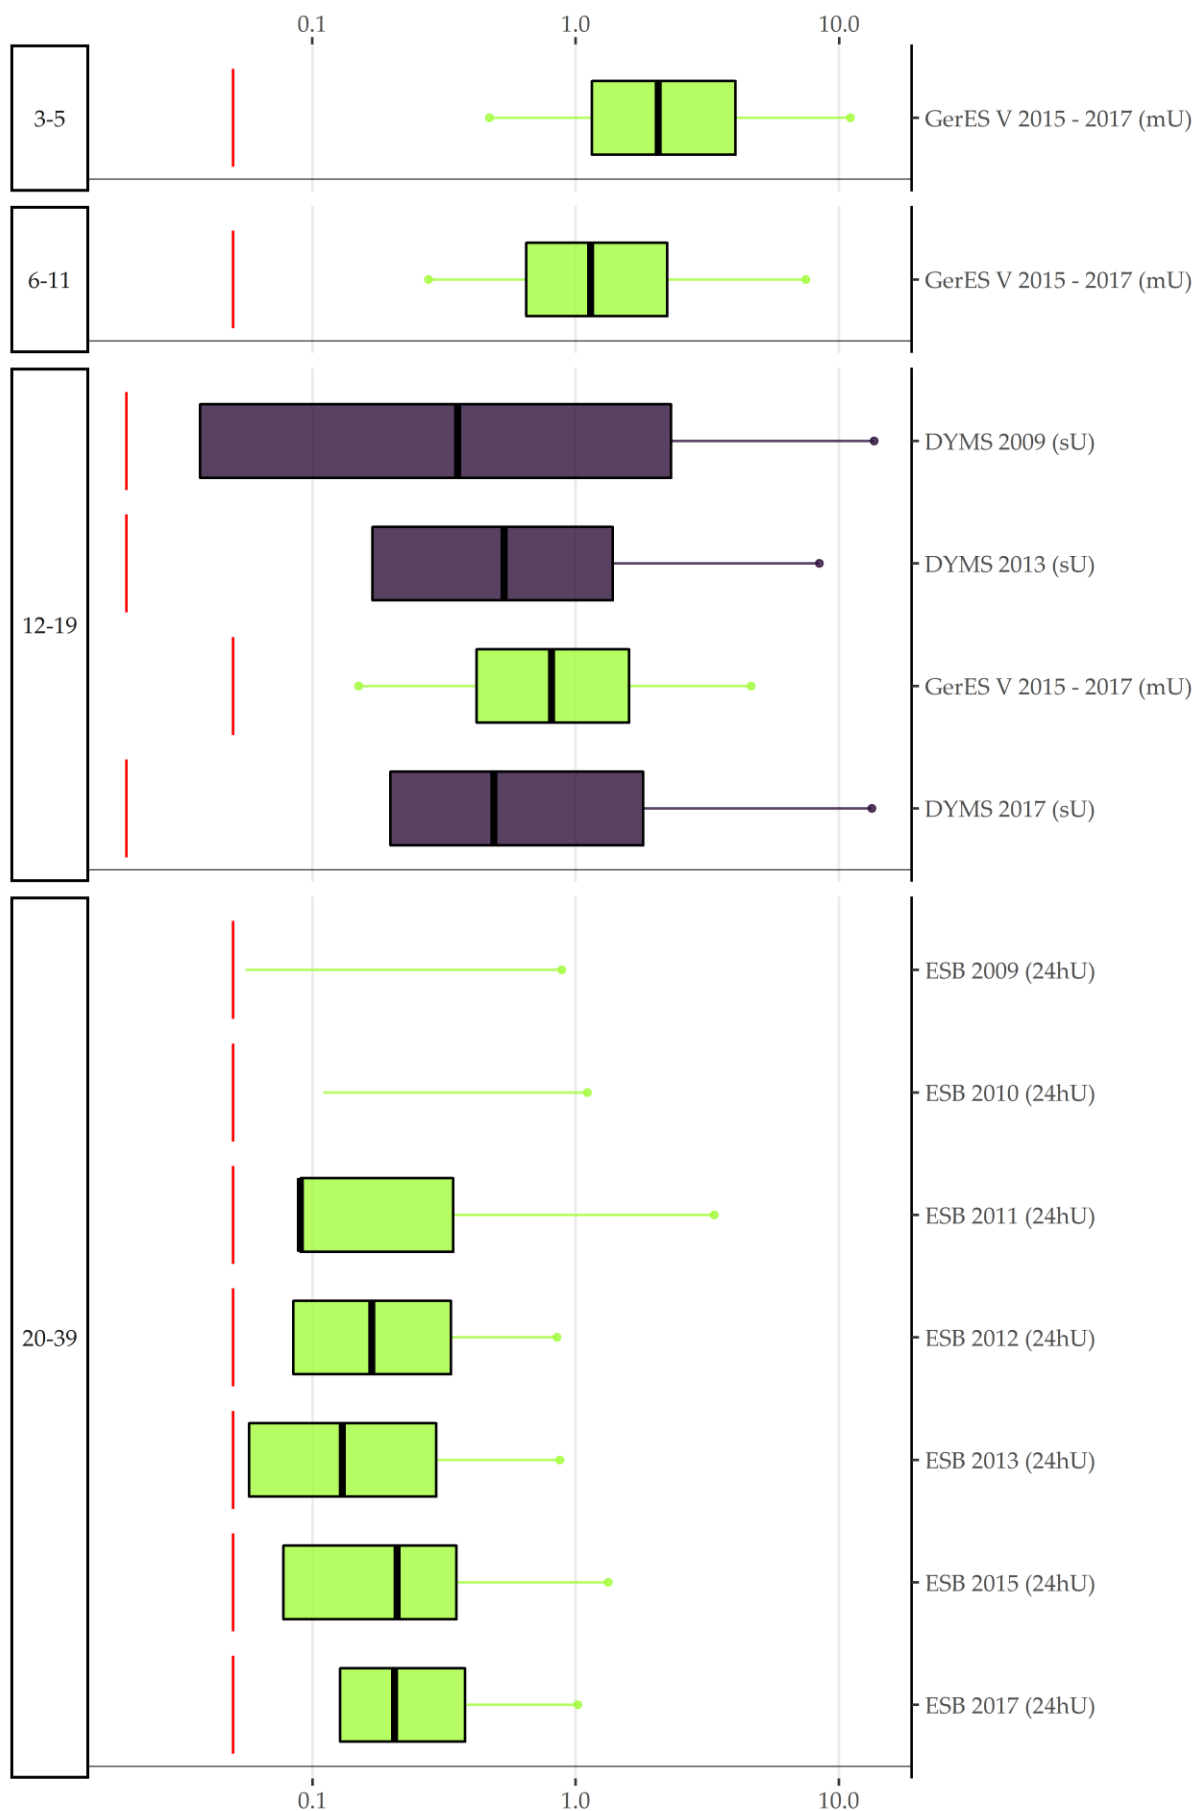 0.1 1.0 10.0
3-5
GerES V 2015 - 2017 (mU)
6-11
GerES V 2015 - 2017 (mU)
12-19
DYMS 2009 (sU)
DYMS 2013 (sU)
GerES V 2015 - 2017 (mU)
DYMS 2017 (sU)
20-39
ESB 2009 (24hU)
ESB 2010 (24hU)
ESB 2011 (24hU)
ESB 2012 (24hU)
ESB 2013 (24hU)
ESB 2015 (24hU)
ESB 2017 (24hU)
0.1 1.0 10.0